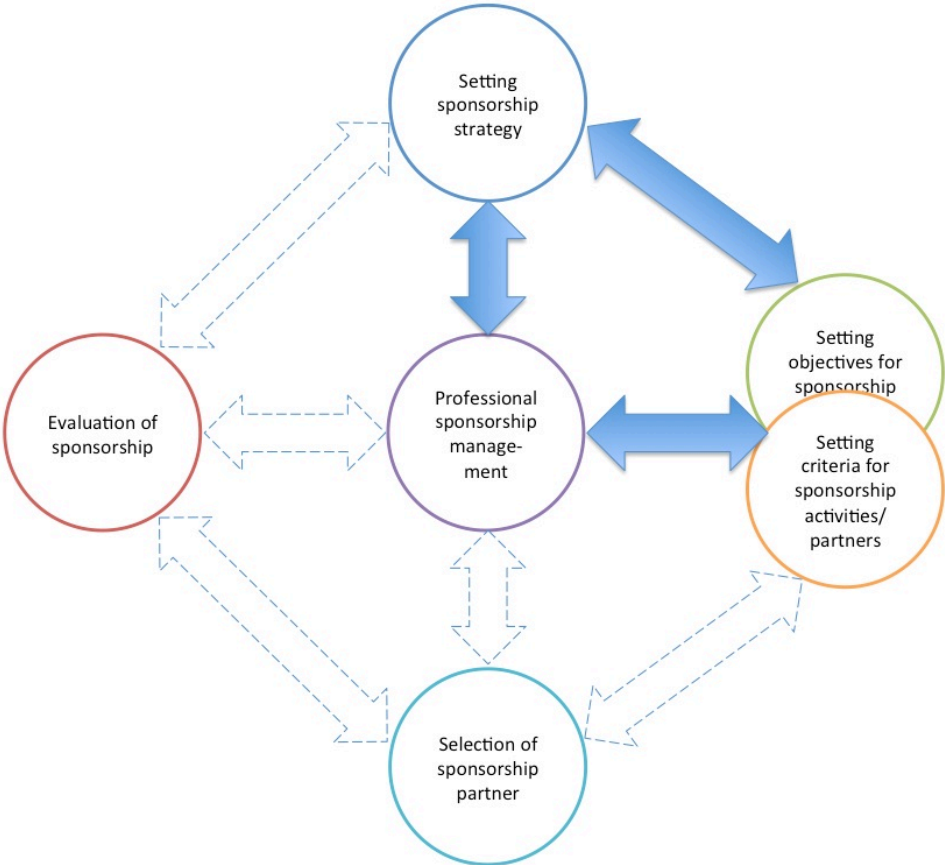 Setting
sponsorship
strategy
Setting
objectives for
sponsorship
Evaluation of
sponsorship
Professional
sponsorship
manage-
ment
Setting
criteria for
sponsorship
activities/
partners
Selection of
sponsorship
partner